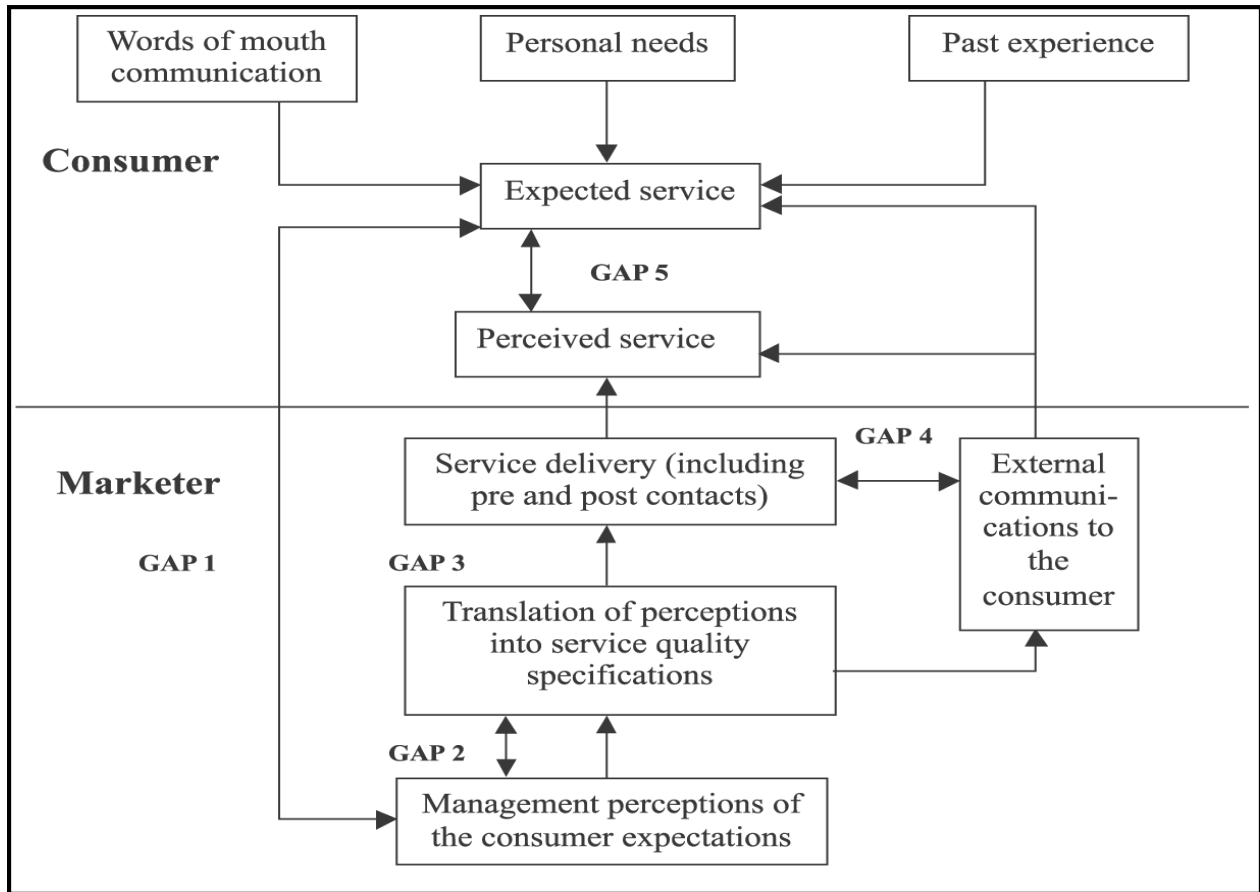 Words of mouth
communication
Personal needs
Past experience
Consumer
Expected service
GAP 5
Perceived service
Marketer
Service delivery (including
pre and post contacts)
GAP 4
External
communi-
cations to
the
consumer
GAP 1
GAP 3
Translation of perceptions
into service quality
specifications
GAP 2
Management perceptions of
the consumer expectations